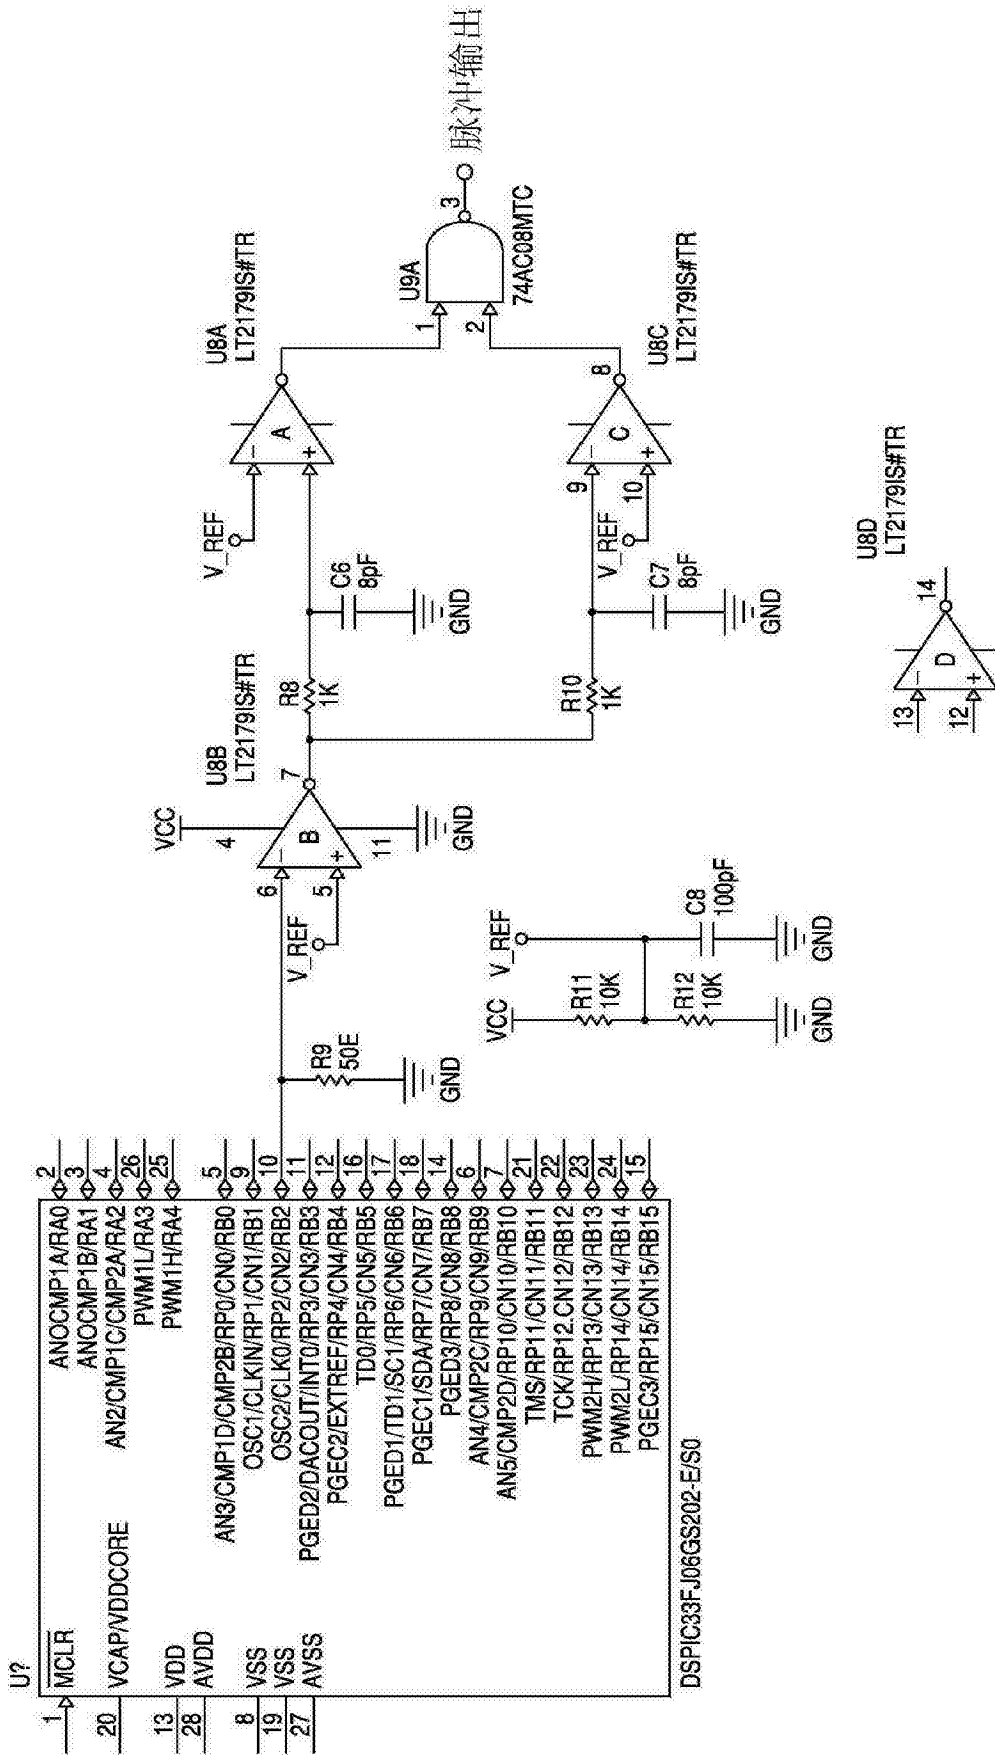 U?
1
MCLR
20
VCAP/VDDCORE
13
VDD
28
AVDD
8
VSS
19
VSS
27
AVSS
ANOCMP1A/RA0
2
ANOCMP1B/RA1
3
AN2/CMP1C/CMP2A/RA2
4
PWM1L/RA3
26
PWM1H/RA4
25
AN3/CMP1D/CMP2B/RP0/CN0/RB0
5
OSC1/CLKIN/RP1/CN1/RB1
9
OSC2/CLK0/RP2/CN2/RB2
10
PGED2/DACOUT/INT0/RP3/CN3/RB3
11
PGEC2/EXTREF/RP4/CN4/RB4
12
TD0/RP5/CN5/RB5
16
PGED1/TD1/SC1/RP6/CN6/RB6
17
PGEC1/SDA/RP7/CN7/RB7
18
PGED3/RP8/CN8/RB8
14
AN4/CMP2C/RP9/CN9/RB9
6
AN5/CMP2D/RP10/CN10/RB10
7
TMS/RP11/CN11/RB11
21
TCK/RP12.CN12/RB12
22
PWM2H/RP13/CN13/RB13
23
PWM2L/RP14/CN14/RB14
24
PGEC3/RP15/CN15/RB15
15
DSPIC33FJ06GS202-E/S0
R9
50E
GND
V_REF
6
5
VCC
4
B
-
+
11
GND
7
U8B
LT2179IS#TR
R8
1K
C6
8pF
GND
V_REF
A
-
+
U8A
LT2179IS#TR
R10
1K
C7
8pF
GND
V_REF
9
10
C
-
+
8
U8C
LT2179IS#TR
1
2
U9A
74AC08MTC
3
脉冲输出
VCC
R11
10K
R12
10K
GND
V_REF
C8
100pF
GND
13
12
D
-
+
14
U8D
LT2179IS#TR